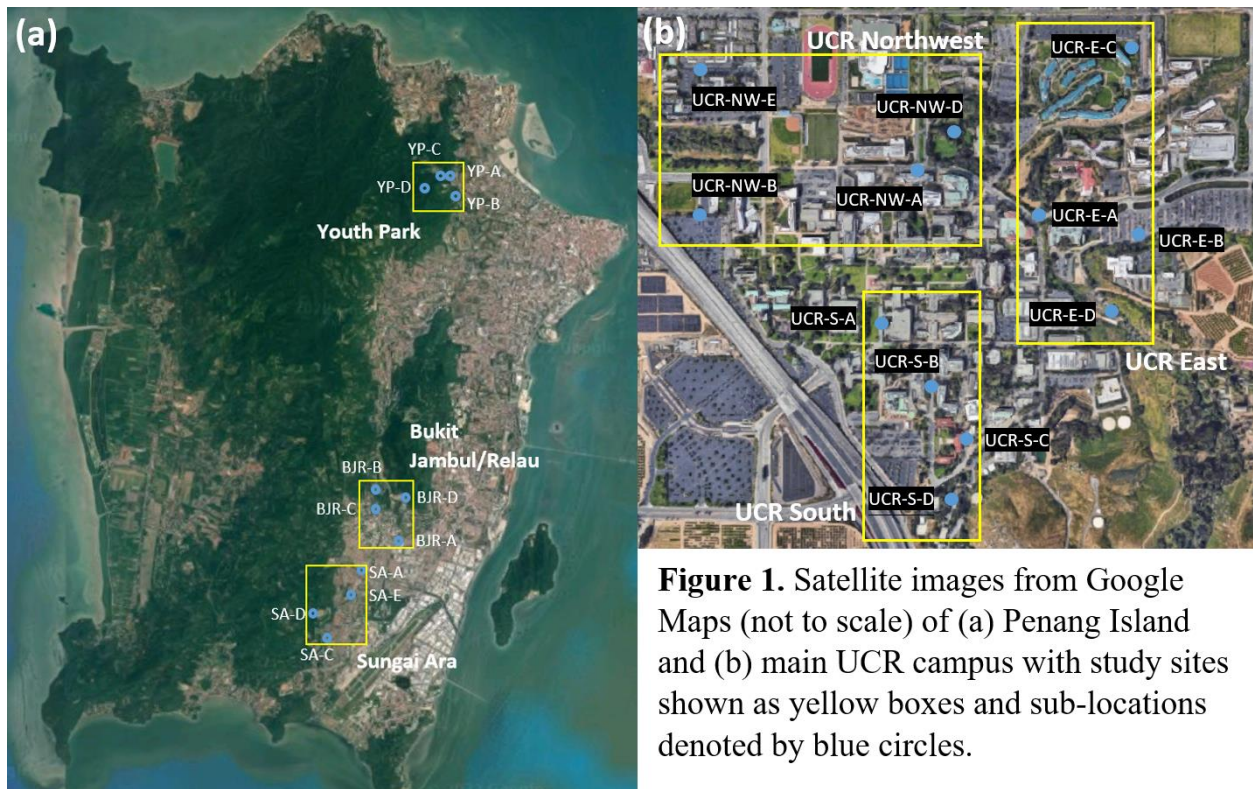 (a)
YP-C
YP-A
YP-D
YP-B
Youth Park
Bukit
Jambul/Relau
BJR-B
BJR-D
BJR-C
BJR-A
SA-A
SA-E
SA-D
SA-C
Sungai Ara
(b)
UCR Northwest
UCR-E-C
UCR-NW-E
UCR-NW-D
UCR-NW-B
UCR-NW-A
UCR-E-A
UCR-E-B
UCR-S-A
UCR-E-D
UCR-S-B
UCR East
UCR-S-C
UCR-S-D
UCR South
Figure 1. Satellite images from Google
Maps (not to scale) of (a) Penang Island
and (b) main UCR campus with study sites
shown as yellow boxes and sub-locations
denoted by blue circles.